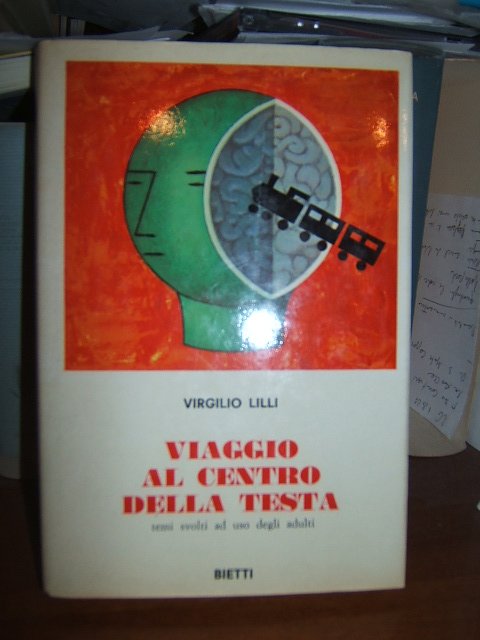 VIRGILIO LILLI
VIAGGIO
AL CENTRO
DELLA TESTA
temi svolti ad uso degli adulti
BIETTI